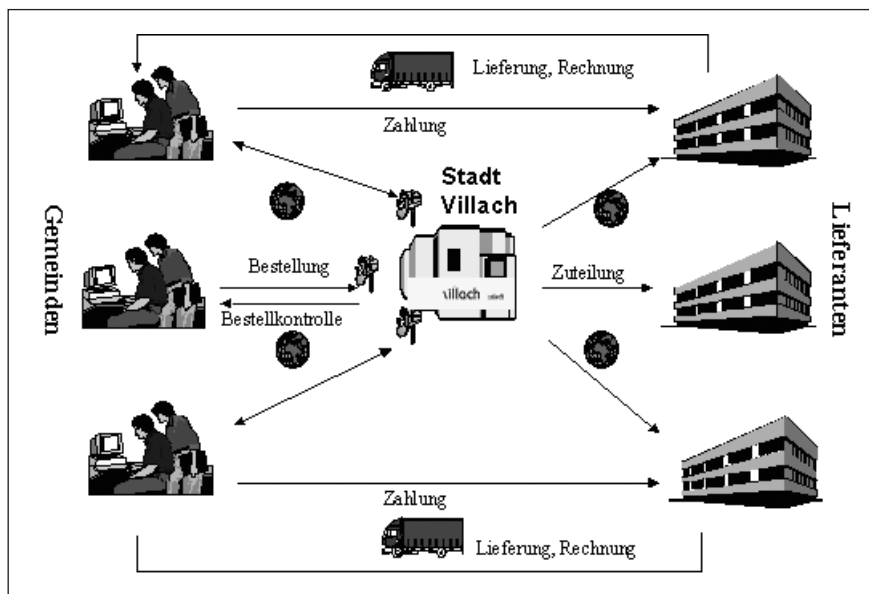 Lieferung, Rechnung
Zahlung
Stadt
Villach
Gemeinden
Bestellung
Bestellkontrolle
Villach
Zuteilung
Lieferanten
Zahlung
Lieferung, Rechnung